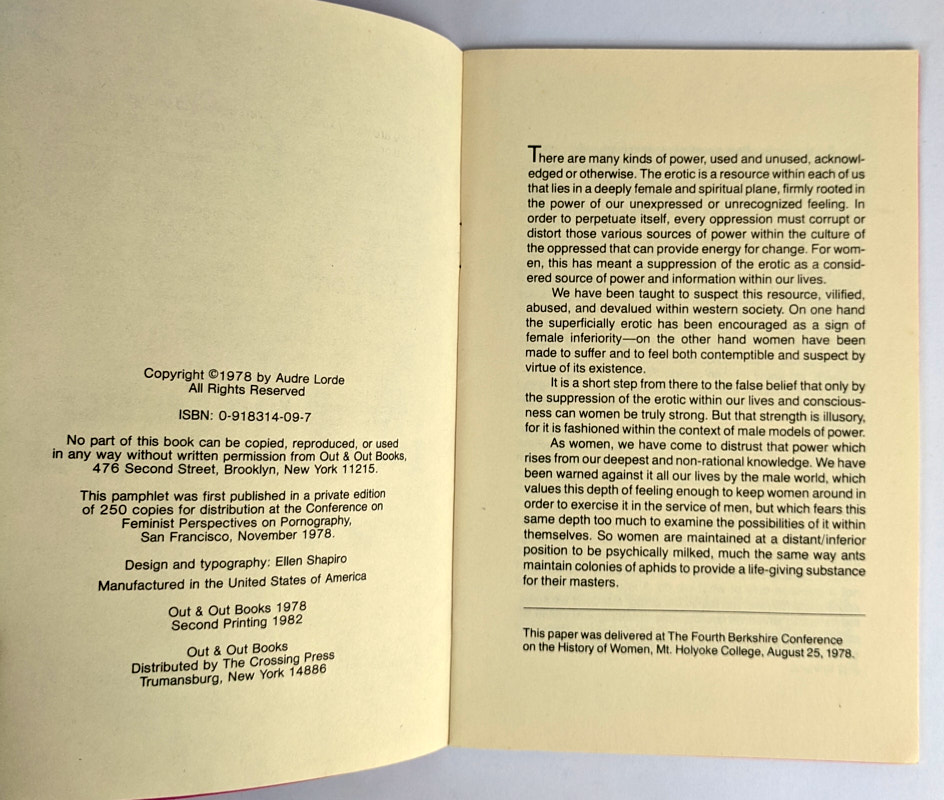 Copyright ©1978 by Audre Lorde
All Rights Reserved
ISBN: 0-918314-09-7
No part of this book can be copied, reproduced, or used
in any way without written permission from Out & Out Books,
476 Second Street, Brooklyn, New York 11215.
This pamphlet was first published in a private edition
of 250 copies for distribution at the Conference on
Feminist Perspectives on Pornography,
San Francisco, November 1978.
Design and typography: Ellen Shapiro
Manufactured in the United States of America
Out & Out Books 1978
Second Printing 1982
Out & Out Books
Distributed by The Crossing Press
Trumansburg, New York 14886
There are many kinds of power, used and unused, acknowl-
edged or otherwise. The erotic is a resource within each of us
that lies in a deeply female and spiritual plane, firmly rooted in
the power of our unexpressed or unrecognized feeling. In
order to perpetuate itself, every oppression must corrupt or
distort those various sources of power within the culture of
the oppressed that can provide energy for change. For wom-
en, this has meant a suppression of the erotic as a consid-
ered source of power and information within our lives.
We have been taught to suspect this resource, vilified,
abused, and devalued within western society. On one hand
the superficially erotic has been encouraged as a sign of
female inferiority—on the other hand women have been
made to suffer and to feel both contemptible and suspect by
virtue of its existence.
It is a short step from there to the false belief that only by
the suppression of the erotic within our lives and conscious-
ness can women be truly strong. But that strength is illusory,
for it is fashioned within the context of male models of power.
As women, we have come to distrust that power which
rises from our deepest and non-rational knowledge. We have
been warned against it all our lives by the male world, which
values this depth of feeling enough to keep women around in
order to exercise it in the service of men, but which fears this
same depth too much to examine the possibilities of it within
themselves. So women are maintained at a distant/inferior
position to be psychically milked, much the same way ants
maintain colonies of aphids to provide a life-giving substance
for their masters.
This paper was delivered at The Fourth Berkshire Conference
on the History of Women, Mt. Holyoke College, August 25, 1978.